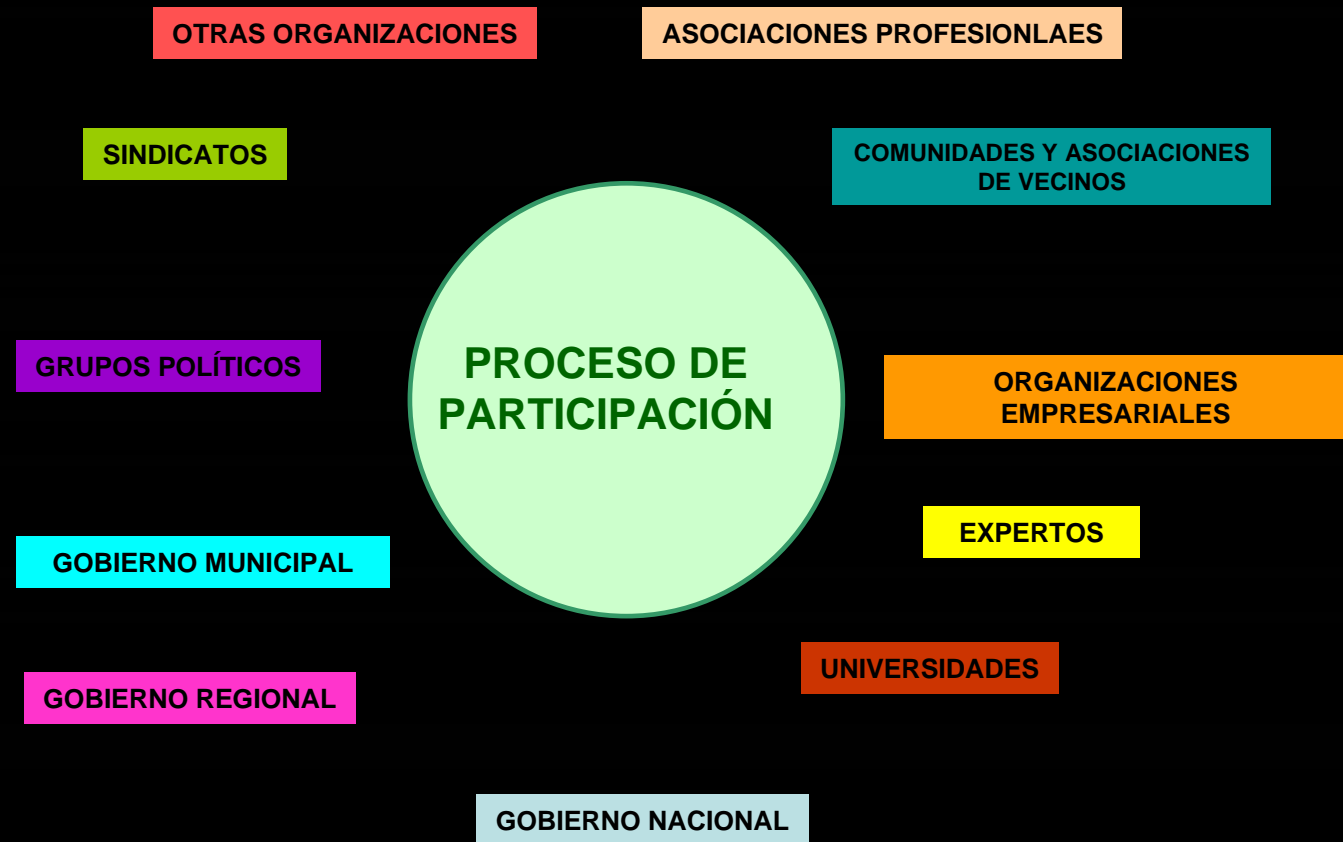 OTRAS ORGANIZACIONES
ASOCIACIONES PROFESIONLAES
SINDICATOS
COMUNIDADES Y ASOCIACIONES
DE VECINOS
GRUPOS POLÍTICOS
PROCESO DE
PARTICIPACIÓN
ORGANIZACIONES
EMPRESARIALES
EXPERTOS
GOBIERNO MUNICIPAL
UNIVERSIDADES
GOBIERNO REGIONAL
GOBIERNO NACIONAL